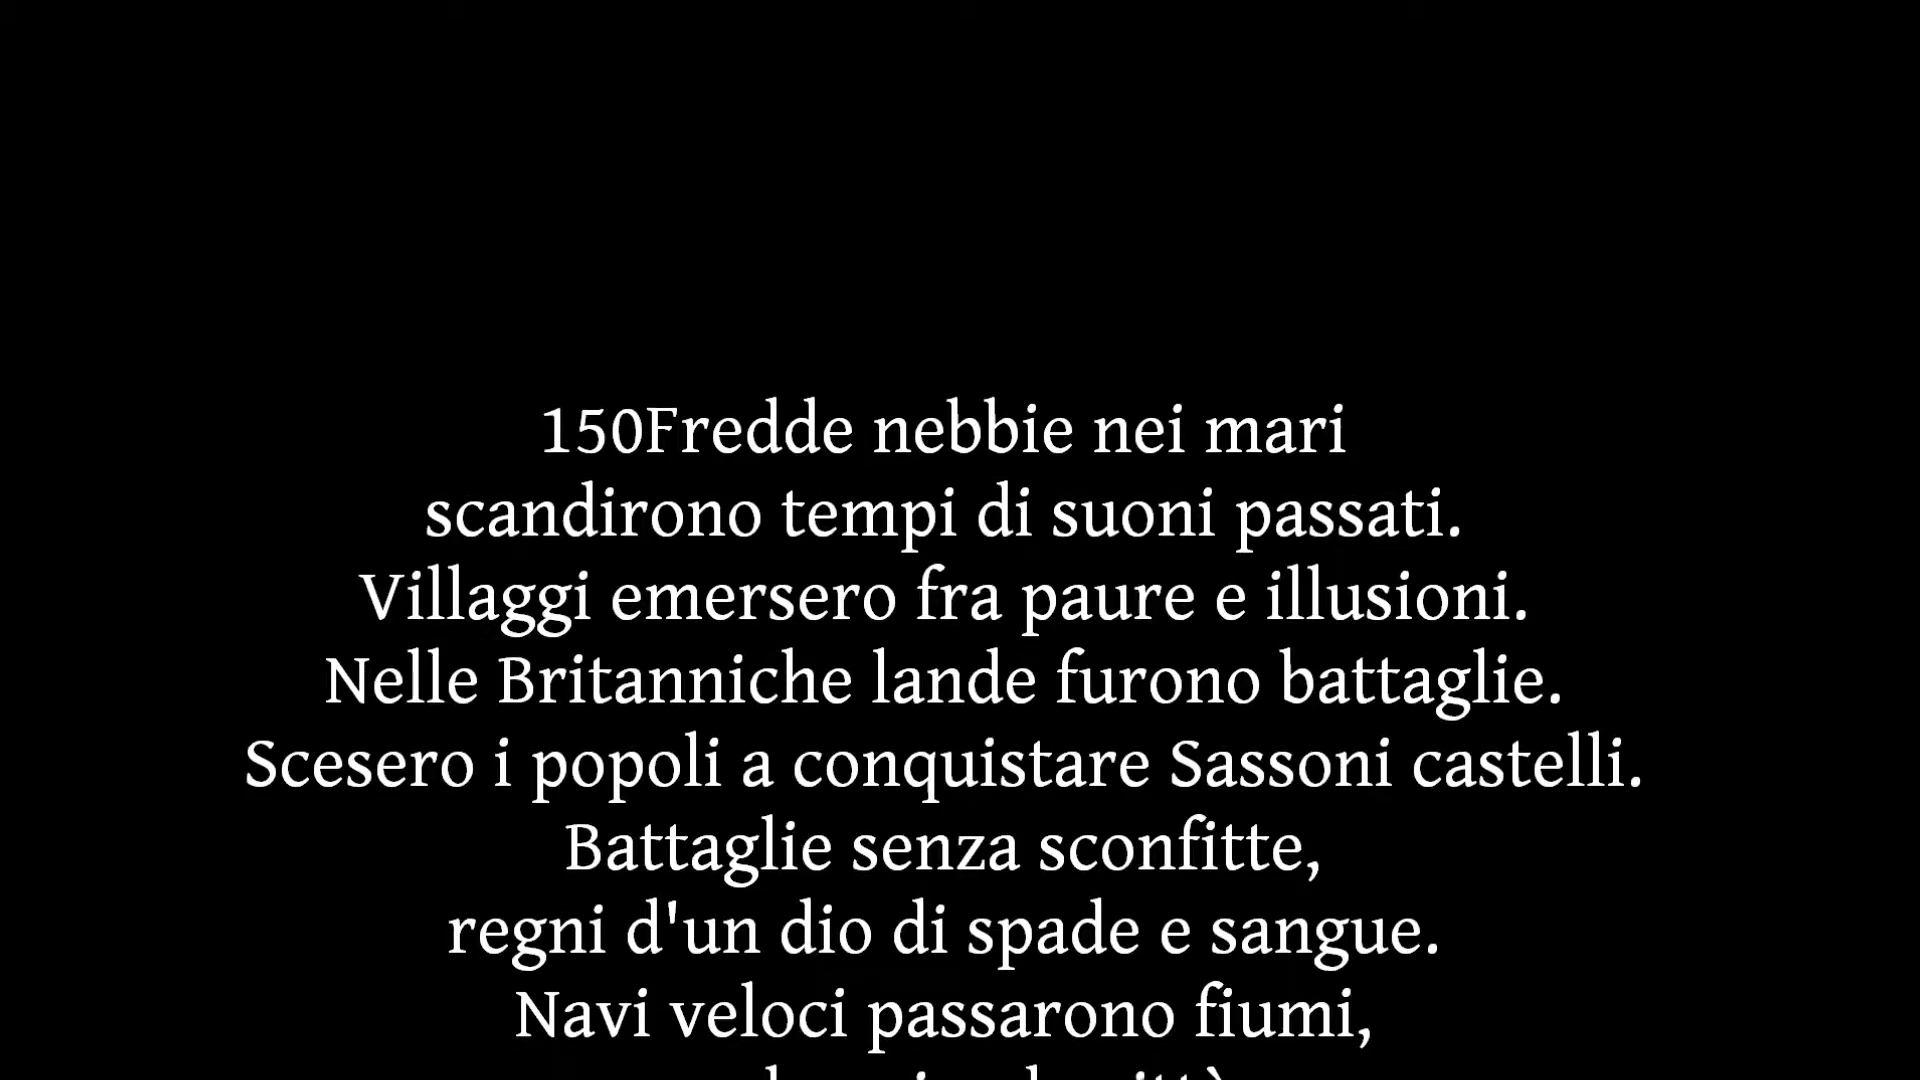 150Fredde nebbie nei mari
scandirono tempi di suoni passati.
Villaggi emersero fra paure e illusioni.
Nelle Britanniche lande furono battaglie.
Scesero i popoli a conquistare Sassoni castelli.
Battaglie senza sconfitte,
regni d'un dio di spade e sangue.
Navi veloci passarono fiumi,